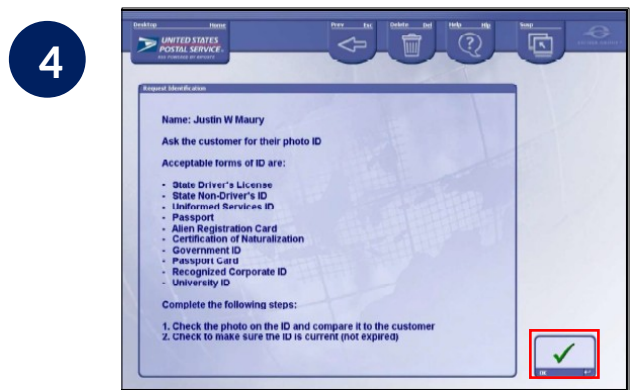 4
Desktop Home Prev Esc Delete Del Help Hlp Susp
UNITED STATES
POSTAL SERVICE
Request Identification
Name: Justin W Maury
Ask the customer for their photo ID
Acceptable forms of ID are:
- State Driver's License
- State Non-Driver's ID
- Uniformed Services ID
- Passport
- Alien Registration Card
- Certification of Naturalization
- Government ID
- Passport Card
- Recognized Corporate ID
- University ID
Complete the following steps:
1. Check the photo on the ID and compare it to the customer
2. Check to make sure the ID is current (not expired)
OK